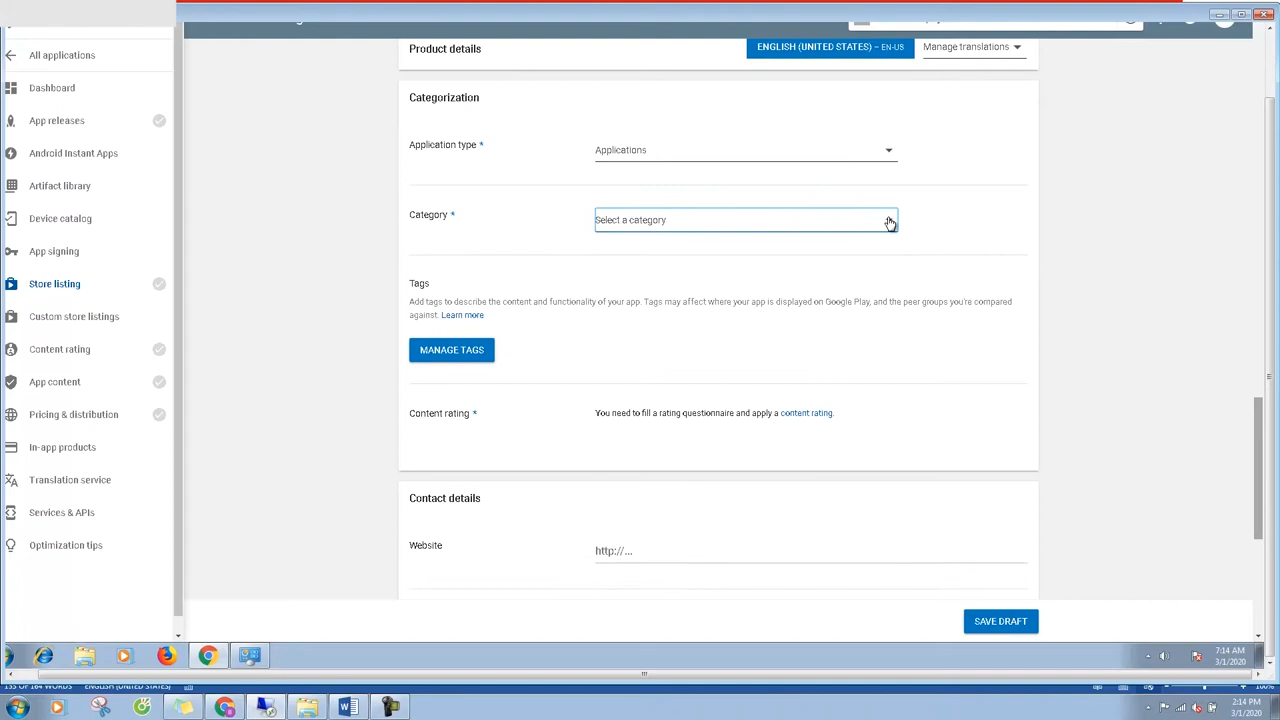 Product details
ENGLISH (UNITED STATES) – EN-US
Manage translations
All applications
Dashboard
App releases
Android Instant Apps
Artifact library
Device catalog
App signing
Store listing
Custom store listings
Content rating
App content
Pricing & distribution
In-app products
Translation service
Services & APIs
Optimization tips
Categorization
Application type *
Applications
Category *
Select a category
Tags
Add tags to describe the content and functionality of your app. Tags may affect where your app is displayed on Google Play, and the peer groups you're compared
against. Learn more
MANAGE TAGS
Content rating *
You need to fill a rating questionnaire and apply a content rating.
Contact details
Website
http://...
SAVE DRAFT
7:14 AM
3/1/2020
ENGLISH (UNITED STATES)
100%
2:14 PM
3/1/2020